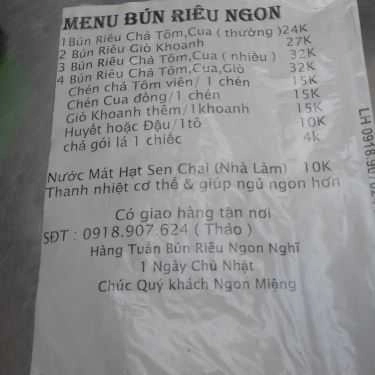 MENU BÚN RIÊU NGON
1Bún Riêu Chả Tôm,Cua ( thường )24K
2 Bún Riêu Giò Khoanh 27K
3 Bún Riêu Chả Tôm,Cua ( nhiều ) 32K
4 Bún Riêu Chả Tôm,Cua,Giò 32K
Chén chả Tôm viên/ 1 chén 15K
Chén Cua đồng/1 chén 15K
Giò Khoanh thêm/1khoanh 15K
Huyết hoặc Đậu/1tô 10K
chả gói lá 1 chiếc 4k
Nước Mát Hạt Sen Chai (Nhà Làm) 10K
Thanh nhiệt cơ thể & giúp ngủ ngon hơn
Có giao hàng tận nơi
SĐT : 0918.907.624 ( Thảo )
Hàng Tuần Bún Riêu Ngon Nghĩ
1 Ngày Chủ Nhật
Chúc Quý khách Ngon Miệng
LH 0918.907